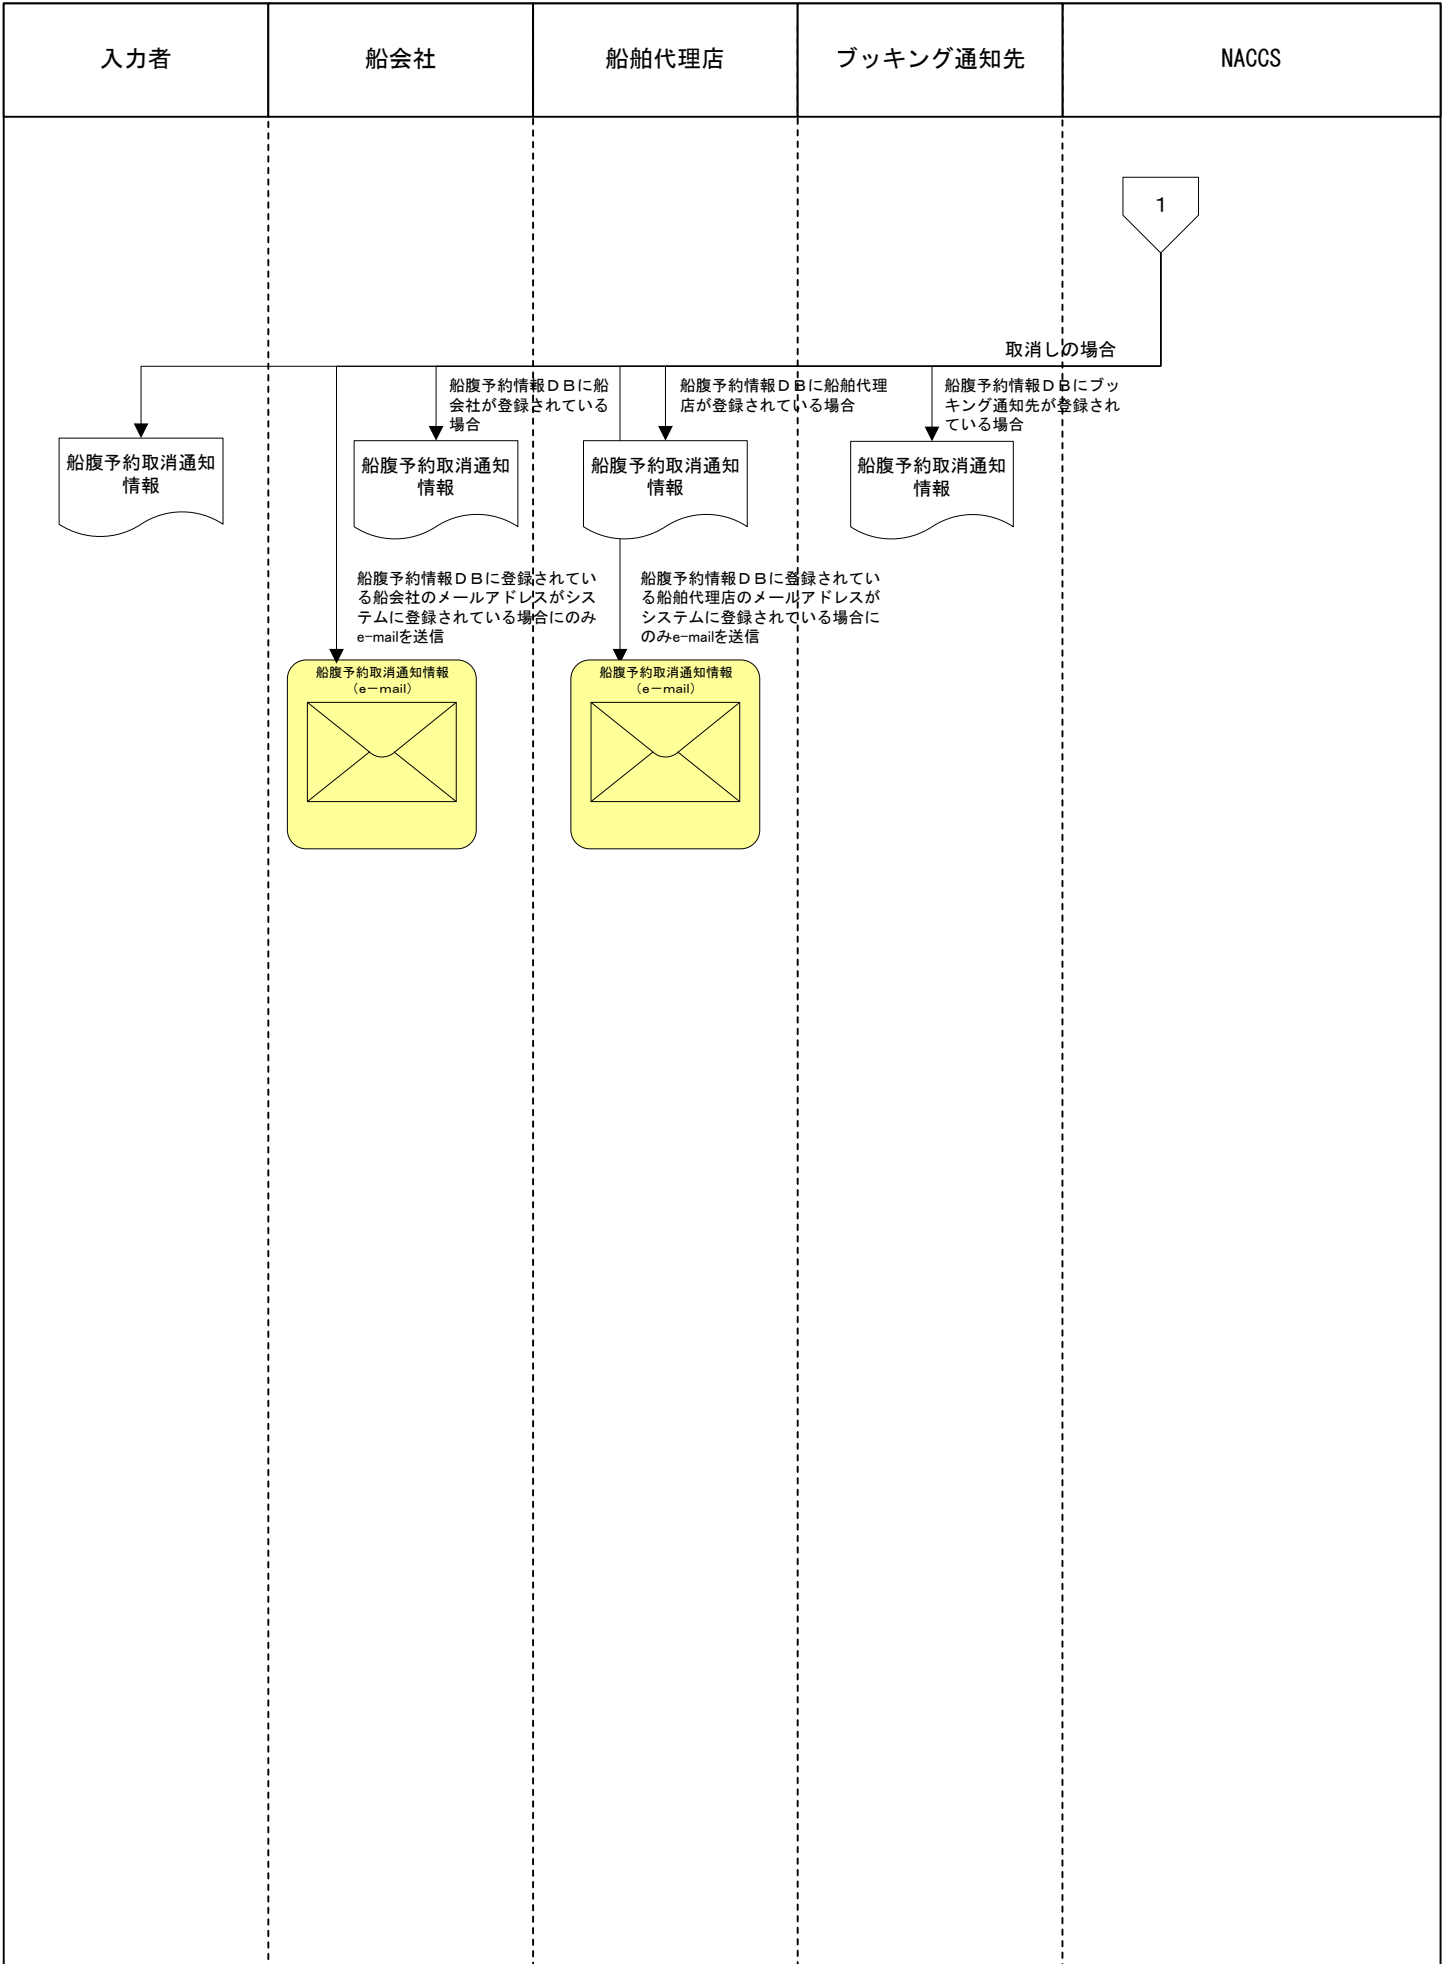 入力者
船会社
船舶代理店
ブッキング通知先
NACCS
1
取消しの場合
船腹予約情報ＤＢに船
会社が登録されている
場合
船腹予約情報ＤＢに船舶代理
店が登録されている場合
船腹予約情報ＤＢにブッ
キング通知先が登録され
ている場合
船腹予約取消通知
情報
船腹予約取消通知
情報
船腹予約取消通知
情報
船腹予約取消通知
情報
船腹予約情報ＤＢに登録されてい
る船会社のメールアドレスがシス
テムに登録されている場合にのみ
e-mailを送信
船腹予約情報ＤＢに登録されてい
る船舶代理店のメールアドレスが
システムに登録されている場合に
のみe-mailを送信
船腹予約取消通知情報
（ｅ－ｍａｉｌ）
船腹予約取消通知情報
（ｅ－ｍａｉｌ）